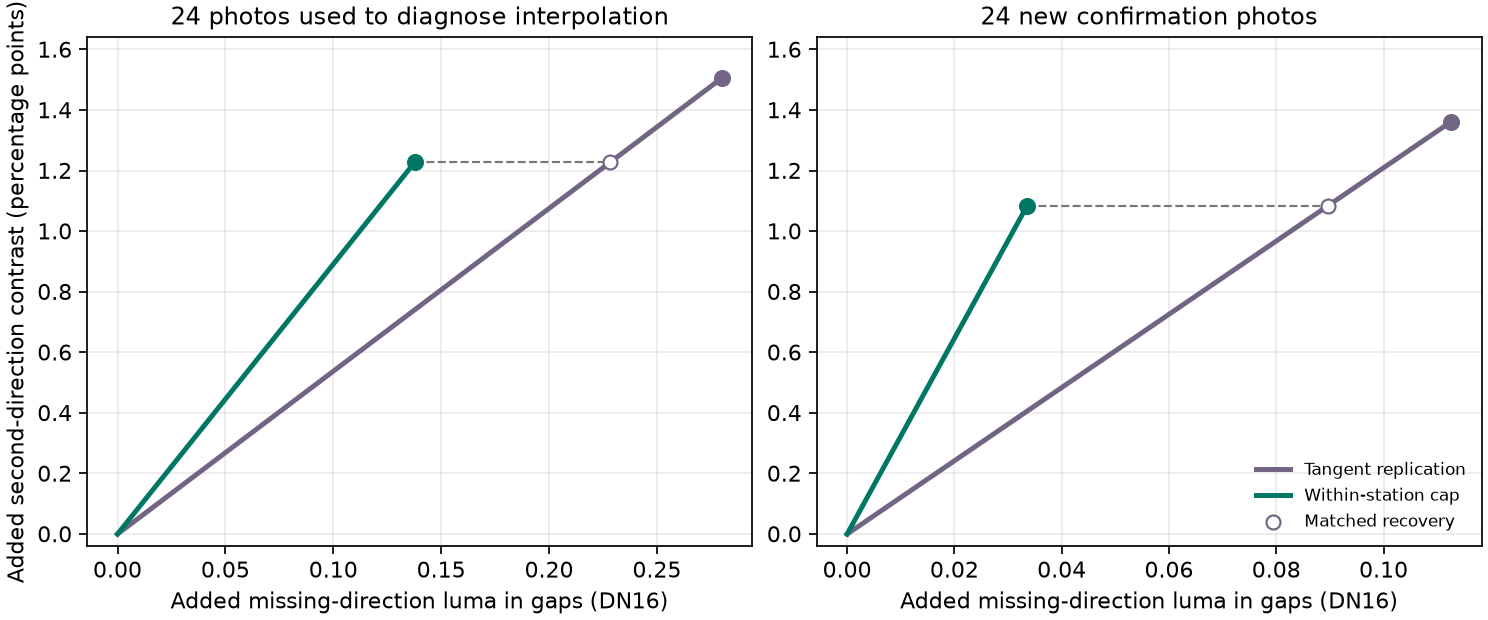 24 photos used to diagnose interpolation
24 new confirmation photos
Added second-direction contrast (percentage points)
1.6
1.4
1.2
1.0
0.8
0.6
0.4
0.2
0.0
0.00 0.05 0.10 0.15 0.20 0.25
Added missing-direction luma in gaps (DN16)
1.6
1.4
1.2
1.0
0.8
0.6
0.4
0.2
0.0
Tangent replication
Within-station cap
Matched recovery
0.00 0.02 0.04 0.06 0.08 0.10
Added missing-direction luma in gaps (DN16)